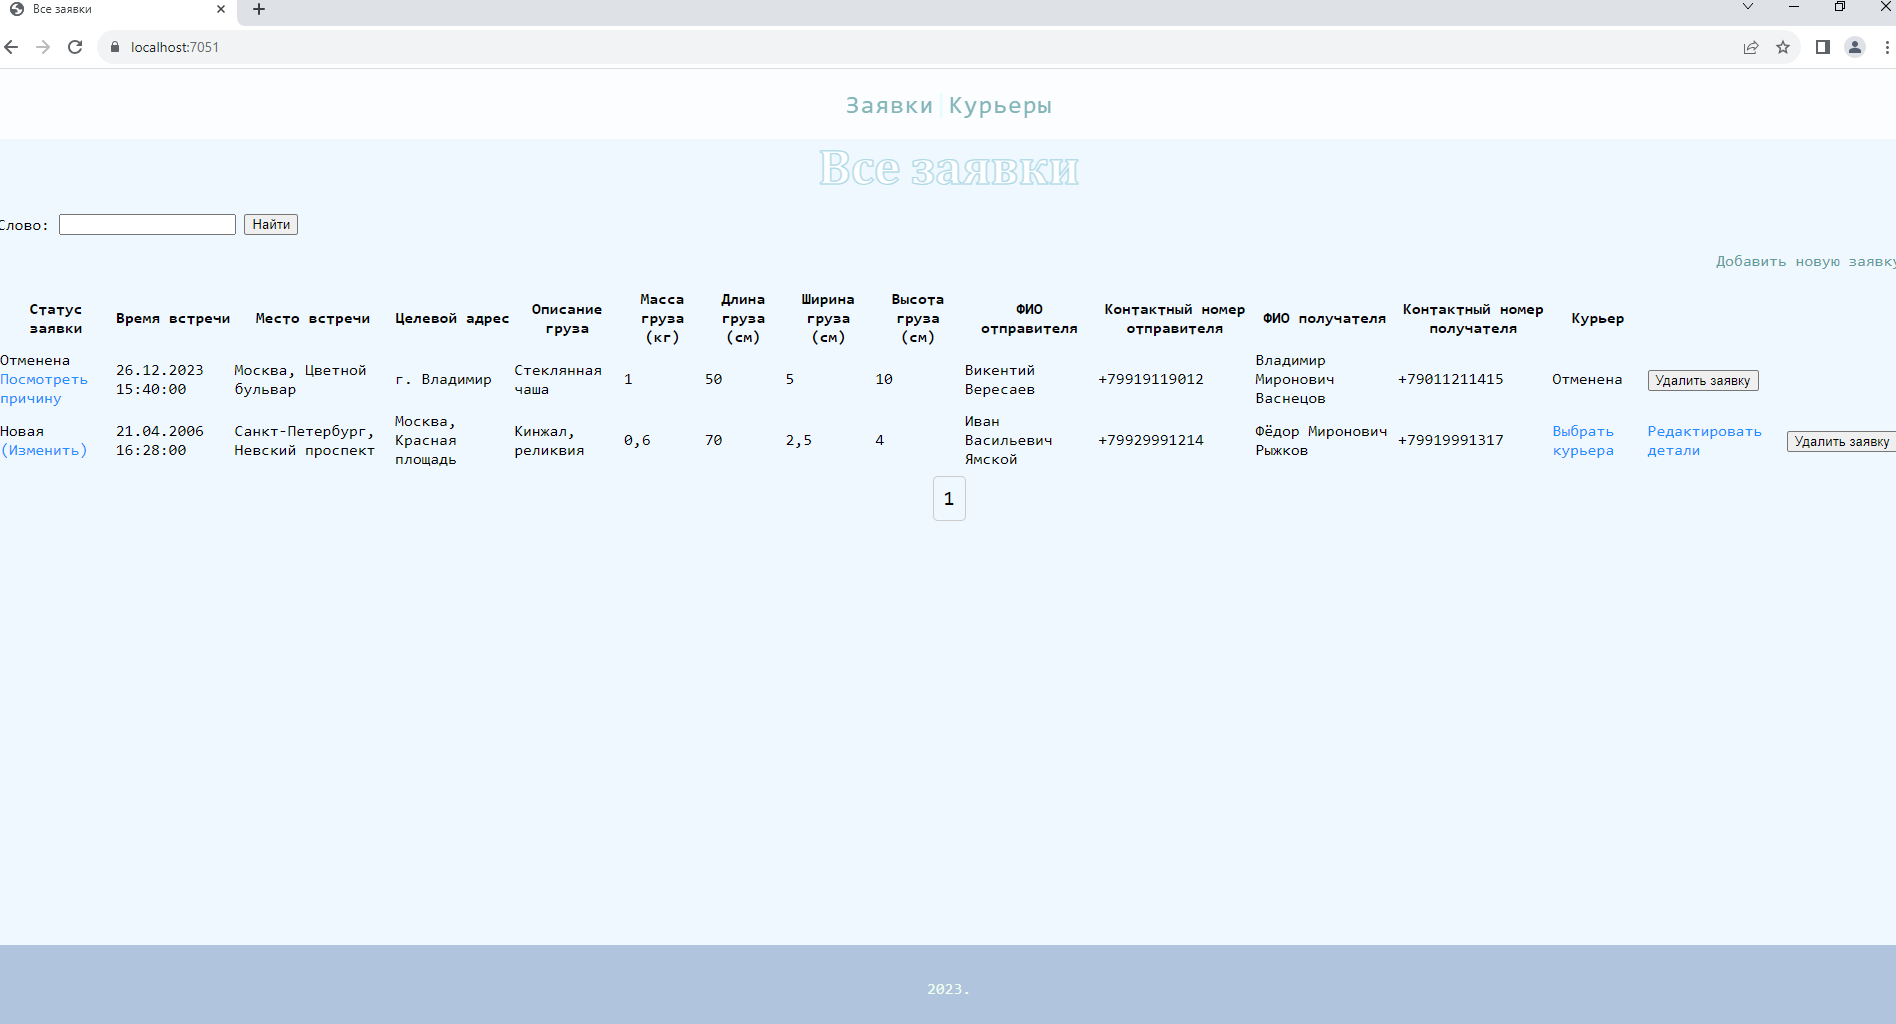 Все заявки
localhost:7051
Заявки Курьеры
Все заявки
Слово: Найти
Добавить новую заявку
Статус заявки
Время встречи
Место встречи
Целевой адрес
Описание груза
Масса груза (кг)
Длина груза (см)
Ширина груза (см)
Высота груза (см)
ФИО отправителя
Контактный номер отправителя
ФИО получателя
Контактный номер получателя
Курьер
Отменена
Посмотреть причину
26.12.2023 15:40:00
Москва, Цветной бульвар
г. Владимир
Стеклянная чаша
1
50
5
10
Викентий Вересаев
+79919119012
Владимир Миронович Васнецов
+79011211415
Отменена
Удалить заявку
Новая
(Изменить)
21.04.2006 16:28:00
Санкт-Петербург, Невский проспект
Москва, Красная площадь
Кинжал, реликвия
0,6
70
2,5
4
Иван Васильевич Ямской
+79929991214
Фёдор Миронович Рыжков
+79919991317
Выбрать курьера
Редактировать детали
Удалить заявку
1
2023.